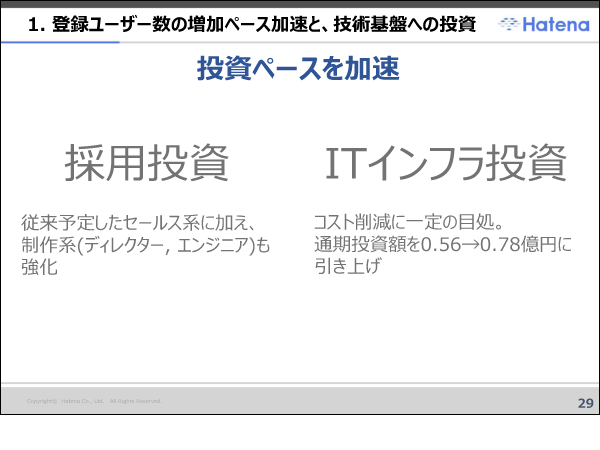 1. 登録ユーザー数の増加ペース加速と、技術基盤への投資
Hatena
投資ペースを加速
採用投資
従来予定したセールス系に加え、
制作系(ディレクター, エンジニア)も
強化
ITインフラ投資
コスト削減に一定の目処。
通期投資額を0.56→0.78億円に
引き上げ
Copyright© Hatena Co., Ltd. All Rights Reserved.
29